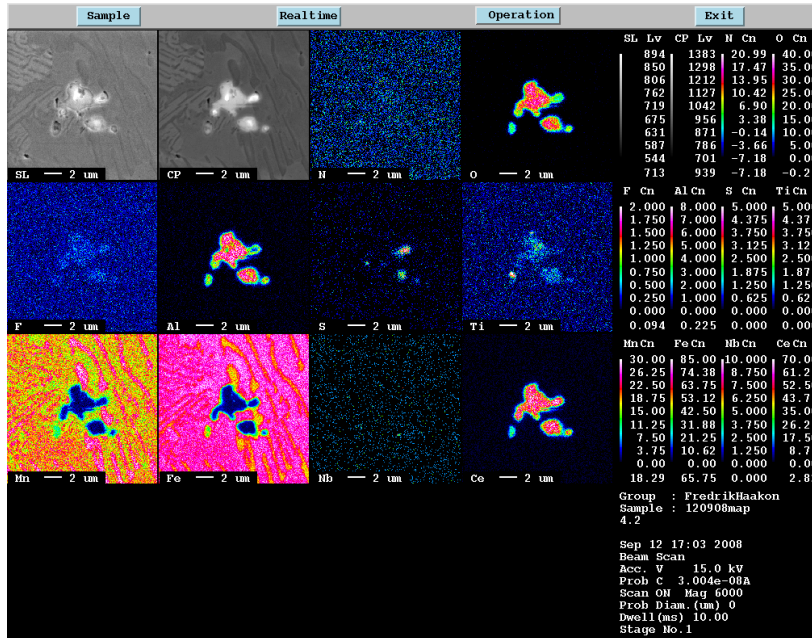 Sample Realtime Operation Exit
SL Lv CP Lv N Cn O Cn
894 1383 20.99 40.00
850 1298 17.47 35.00
806 1212 13.95 30.00
762 1127 10.42 25.00
719 1042 6.90 20.00
675 956 3.38 15.00
631 871 -0.14 10.00
587 786 -3.66 5.00
544 701 -7.18 0.00
713 939 -7.18 -0.2
SL 2 um CP 2 um N 2 um O 2 um
F Cn Al Cn S Cn Ti Cn
2.000 8.000 5.000 5.00
1.750 7.000 4.375 4.37
1.500 6.000 3.750 3.75
1.250 5.000 3.125 3.12
1.000 4.000 2.500 2.50
0.750 3.000 1.875 1.87
0.500 2.000 1.250 1.25
0.250 1.000 0.625 0.62
0.000 0.000 0.000 0.00
0.094 0.225 0.000 0.00
F 2 um Al 2 um S 2 um Ti 2 um
Mn Cn Fe Cn Nb Cn Ce Cn
30.00 85.00 10.000 70.0
26.25 74.38 8.750 61.2
22.50 63.75 7.500 52.5
18.75 53.12 6.250 43.7
15.00 42.50 5.000 35.0
11.25 31.88 3.750 26.2
7.50 21.25 2.500 17.5
3.75 10.62 1.250 8.7
0.00 0.00 0.000 0.0
18.29 65.75 0.000 2.8
Mn 2 um Fe 2 um Nb 2 um Ce 2 um
Group : FredrikHaakon
Sample : 120908map
4.2
Sep 12 17:03 2008
Beam Scan
Acc. V 15.0 kV
Prob C 3.004e-08A
Scan ON Mag 6000
Prob Diam.(um) 0
Dwell(ms) 10.00
Stage No.1